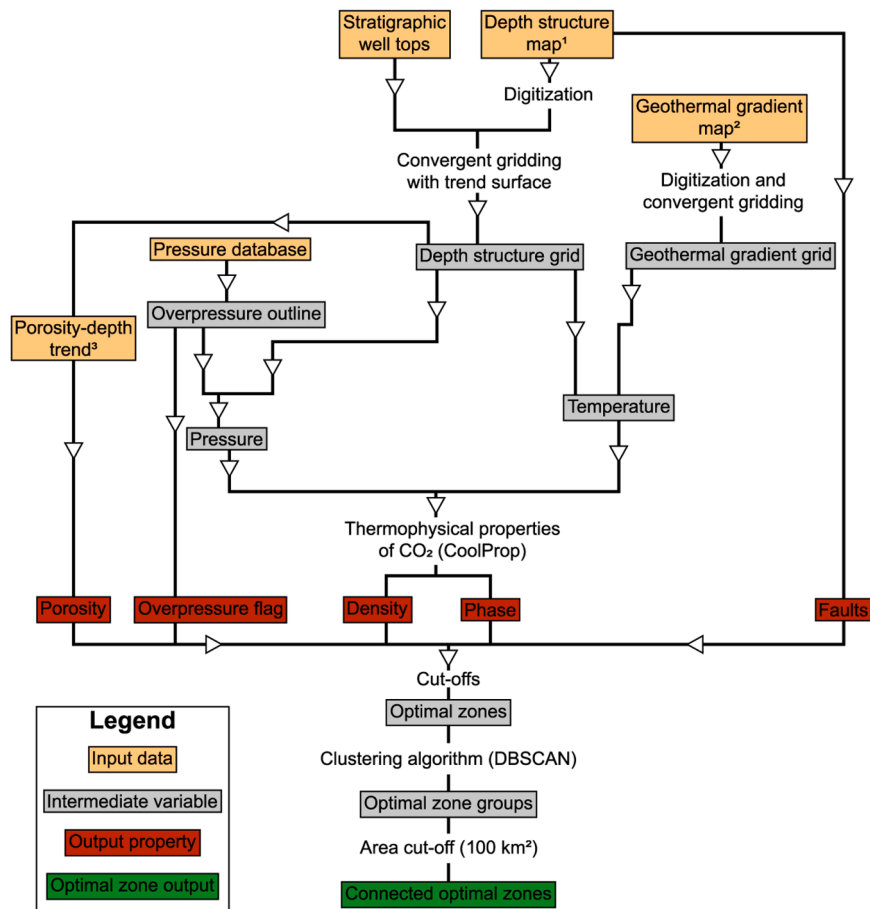 Stratigraphic
well tops
Depth structure
map¹
Digitization
Geothermal gradient
map²
Convergent gridding
with trend surface
Digitization and
convergent gridding
Pressure database
Depth structure grid
Geothermal gradient grid
Overpressure outline
Porosity-depth
trend³
Temperature
Pressure
Thermophysical properties
of CO₂ (CoolProp)
Porosity
Overpressure flag
Density
Phase
Faults
Cut-offs
Optimal zones
Clustering algorithm (DBSCAN)
Optimal zone groups
Area cut-off (100 km²)
Connected optimal zones
Legend
Input data
Intermediate variable
Output property
Optimal zone output